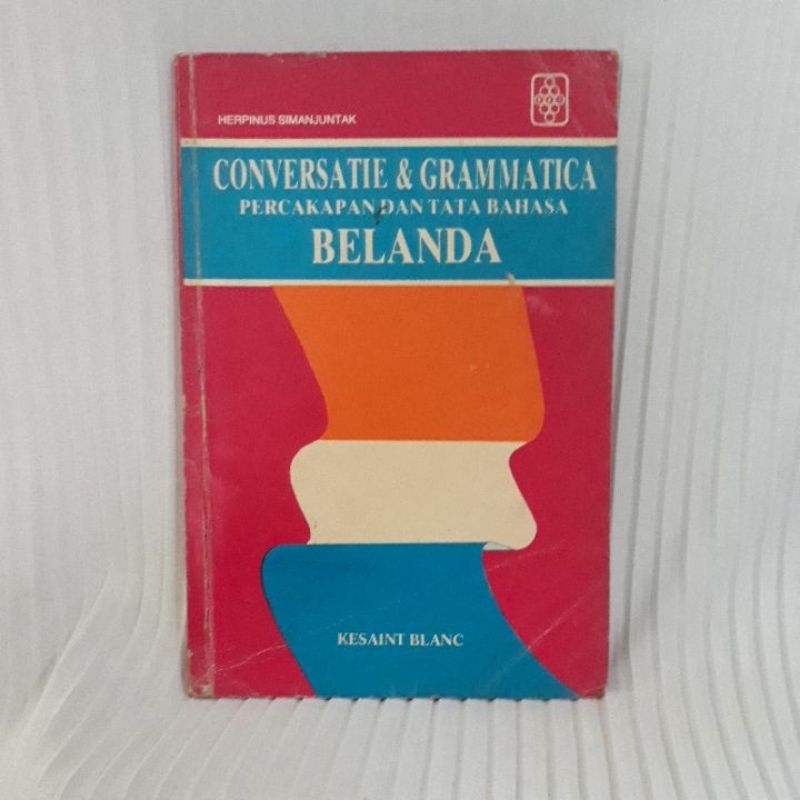 HERPINUS SIMANJUNTAK
CONVERSATIE & GRAMMATICA
PERCAKAPAN DAN TATA BAHASA
BELANDA
KESAINT BLANC